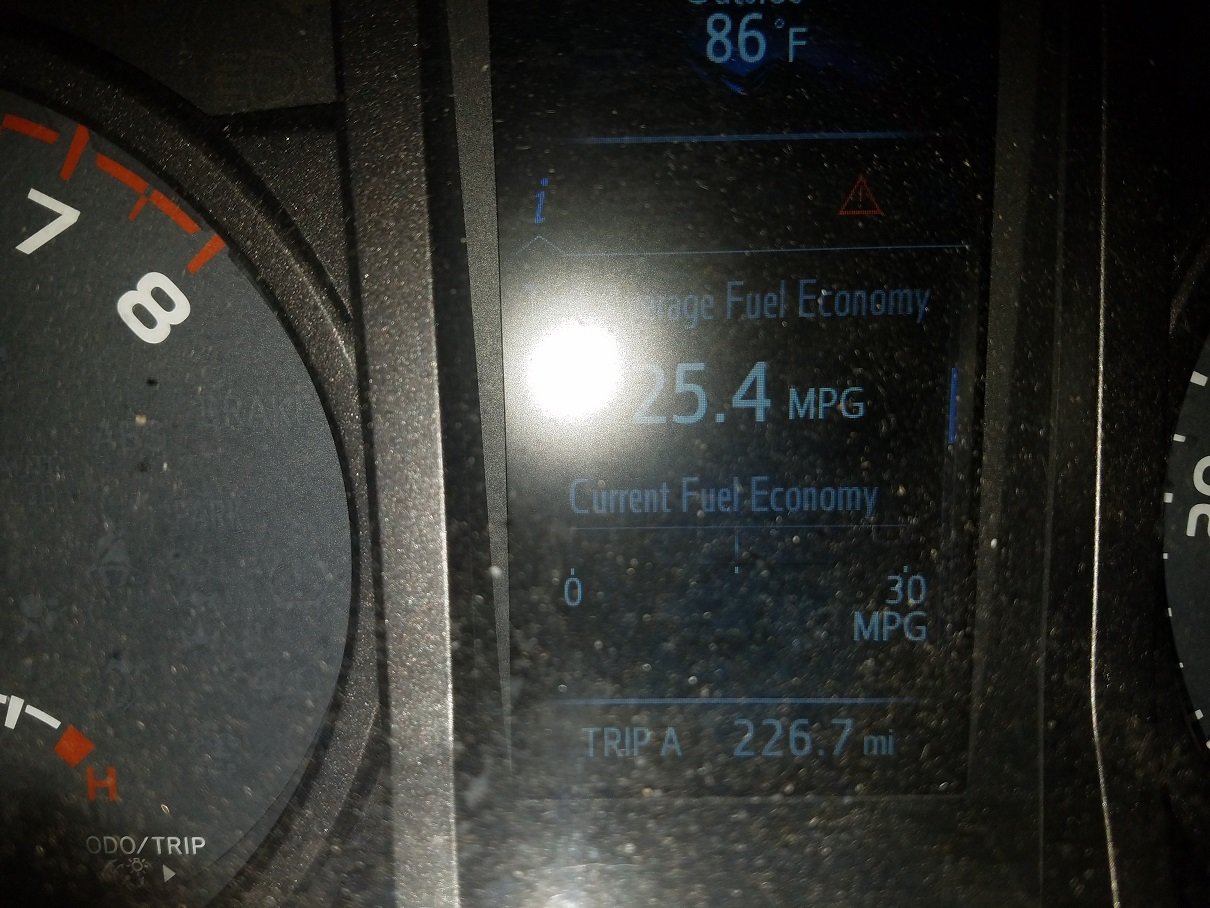 86°F
7
8
i
Fuel Economy
25.4 MPG
Current Fuel Economy
0
30
MPG
TRIP A 226.7 mi
H
ODO/TRIP